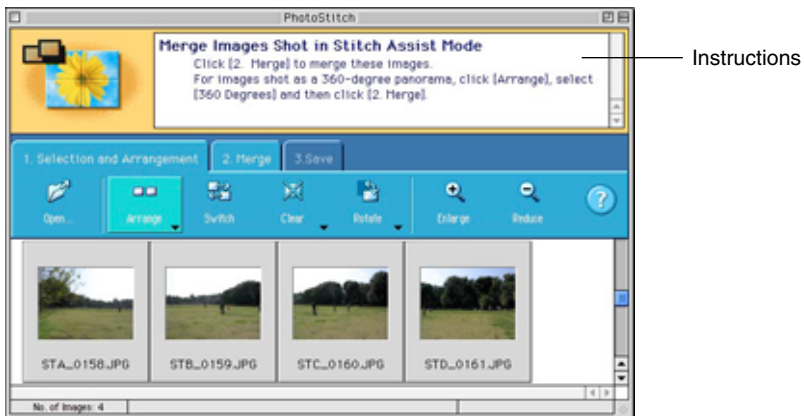 PhotoStitch
Merge Images Shot in Stitch Assist Mode
Click [2. Merge] to merge these images.
For images shot as a 360-degree panorama, click [Arrange], select
[360 Degrees] and then click [2. Merge].
Instructions
1. Selection and Arrangement 2. Merge 3.Save
Open... Arrange Switch Clear Rotate Enlarge Reduce ?
STA_0158.JPG STB_0159.JPG STC_0160.JPG STD_0161.JPG
No. of Images: 4